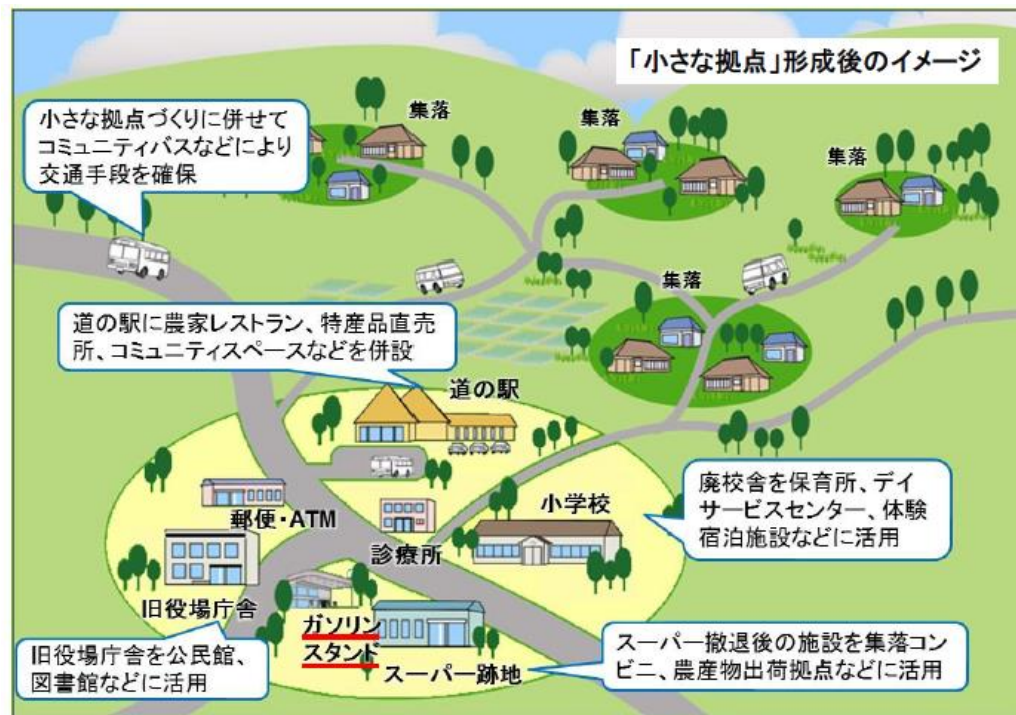 「小さな拠点」形成後のイメージ
小さな拠点づくりに併せて
コミュニティバスなどにより
交通手段を確保
集落
集落
集落
集落
道の駅に農家レストラン、特産品直売
所、コミュニティスペースなどを併設
道の駅
郵便・ATM
診療所
小学校
廃校舎を保育所、デイ
サービスセンター、体験
宿泊施設などに活用
旧役場庁舎
ガソリン
スタンド
スーパー跡地
旧役場庁舎を公民館、
図書館などに活用
スーパー撤退後の施設を集落コン
ビニ、農産物出荷拠点などに活用